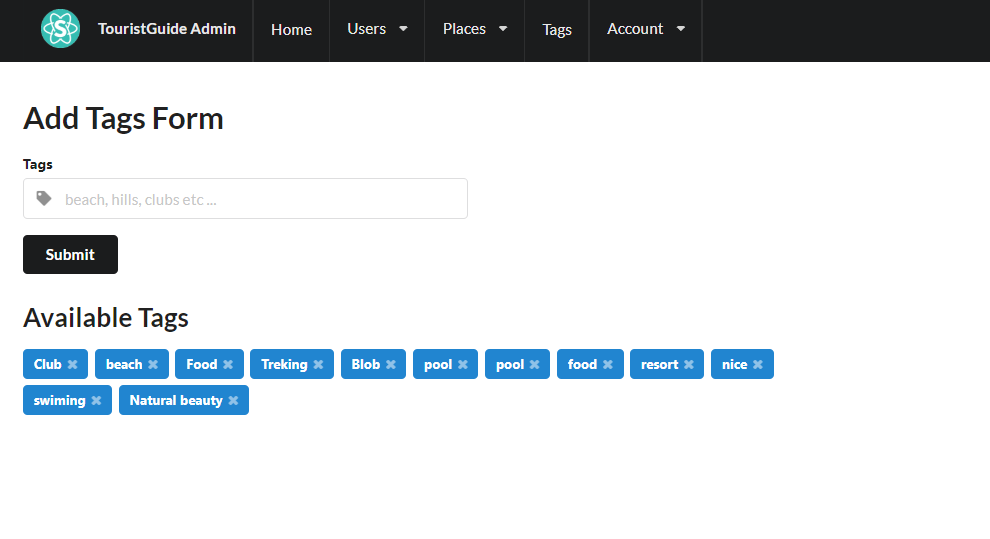 S TouristGuide Admin Home Users Places Tags Account
Add Tags Form
Tags
beach, hills, clubs etc ...
Submit
Available Tags
Club beach Food Treking Blob pool pool food resort nice
swiming Natural beauty